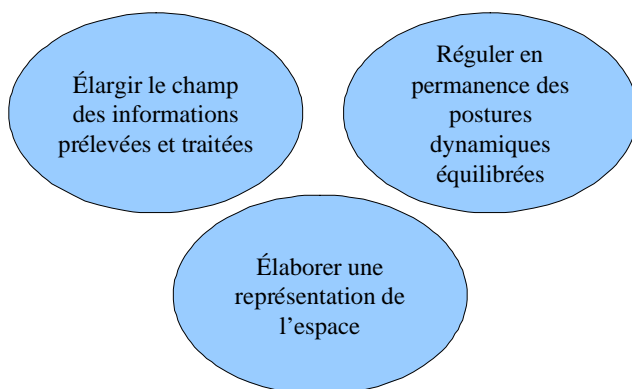 Élargir le champ
des informations
prélevées et traitées
Réguler en
permanence des
postures
dynamiques
équilibrées
Élaborer une
représentation de
l’espace